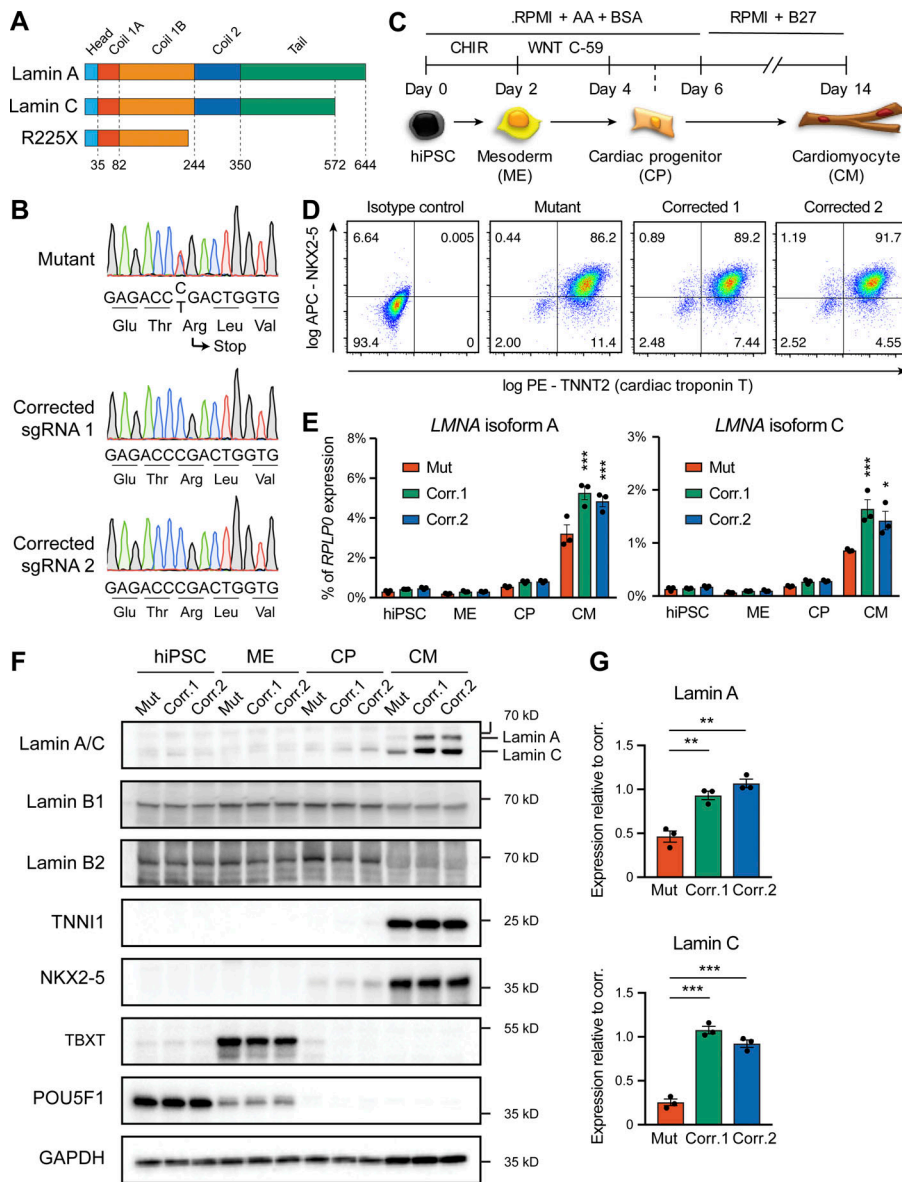 A
Head
Coil 1A
Coil 1B
Coil 2
Tail
Lamin A
Lamin C
R225X
35 82 244 350 572 644
C
.RPMI + AA + BSA
RPMI + B27
CHIR
WNT C-59
Day 0
Day 2
Day 4
Day 6
Day 14
hiPSC
Mesoderm
(ME)
Cardiac progenitor
(CP)
Cardiomyocyte
(CM)
B
Mutant
C
GAGACC GACTGGTG
T
Glu Thr Arg Leu Val
Stop
Corrected
sgRNA 1
GAGACCCGACTGGTG
Glu Thr Arg Leu Val
Corrected
sgRNA 2
GAGACCCGACTGGTG
Glu Thr Arg Leu Val
D
Isotype control
Mutant
Corrected 1
Corrected 2
log APC - NKX2-5
6.64 0.005
93.4 0
0.44 86.2
2.00 11.4
0.89 89.2
2.48 7.44
1.19 91.7
2.52 4.55
log PE - TNNT2 (cardiac troponin T)
E
LMNA isoform A
% of RPLP0 expression
8%
6%
4%
2%
0%
Mut
Corr.1
Corr.2
***
***
hiPSC ME CP CM
LMNA isoform C
3%
2%
1%
0%
Mut
Corr.1
Corr.2
***
*
hiPSC ME CP CM
F
hiPSC ME CP CM
Mut Corr.1 Corr.2 Mut Corr.1 Corr.2 Mut Corr.1 Corr.2 Mut Corr.1 Corr.2
70 kD
Lamin A/C
Lamin A
Lamin C
Lamin B1
70 kD
Lamin B2
70 kD
TNNI1
25 kD
NKX2-5
35 kD
TBXT
55 kD
POU5F1
35 kD
GAPDH
35 kD
G
Lamin A
Expression relative to corr.
1.5
1.0
0.5
0
**
**
Mut Corr.1 Corr.2
Lamin C
Expression relative to corr.
1.5
1.0
0.5
0
***
***
Mut Corr.1 Corr.2